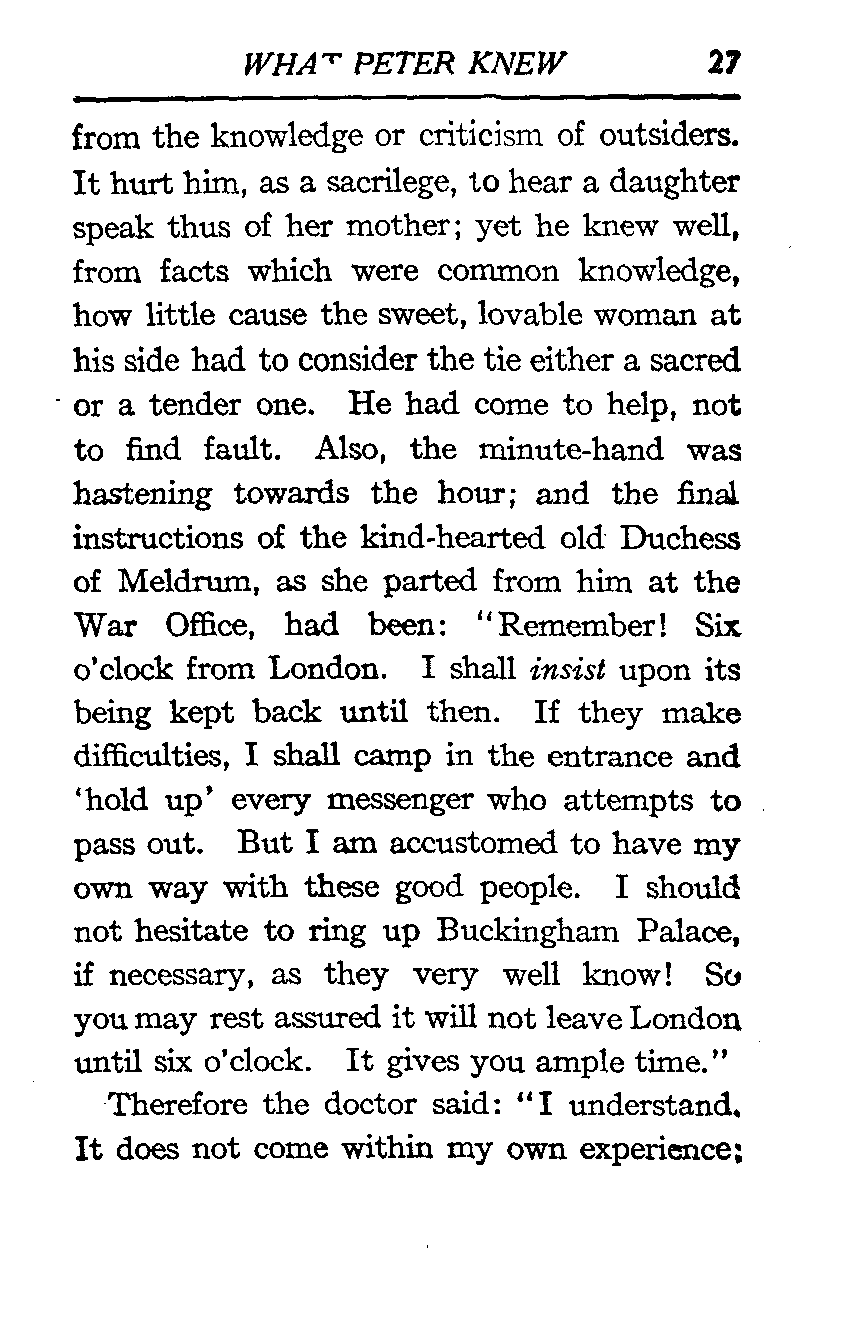 WHAT PETER KNEW 27
from the knowledge or criticism of outsiders.
It hurt him, as a sacrilege, to hear a daughter
speak thus of her mother; yet he knew well,
from facts which were common knowledge,
how little cause the sweet, lovable woman at
his side had to consider the tie either a sacred
or a tender one. He had come to help, not
to find fault. Also, the minute-hand was
hastening towards the hour; and the final
instructions of the kind-hearted old Duchess
of Meldrum, as she parted from him at the
War Office, had been: "Remember! Six
o'clock from London. I shall insist upon its
being kept back until then. If they make
difficulties, I shall camp in the entrance and
'hold up' every messenger who attempts to
pass out. But I am accustomed to have my
own way with these good people. I should
not hesitate to ring up Buckingham Palace,
if necessary, as they very well know! So
you may rest assured it will not leave London
until six o'clock. It gives you ample time."
Therefore the doctor said: "I understand.
It does not come within my own experience;